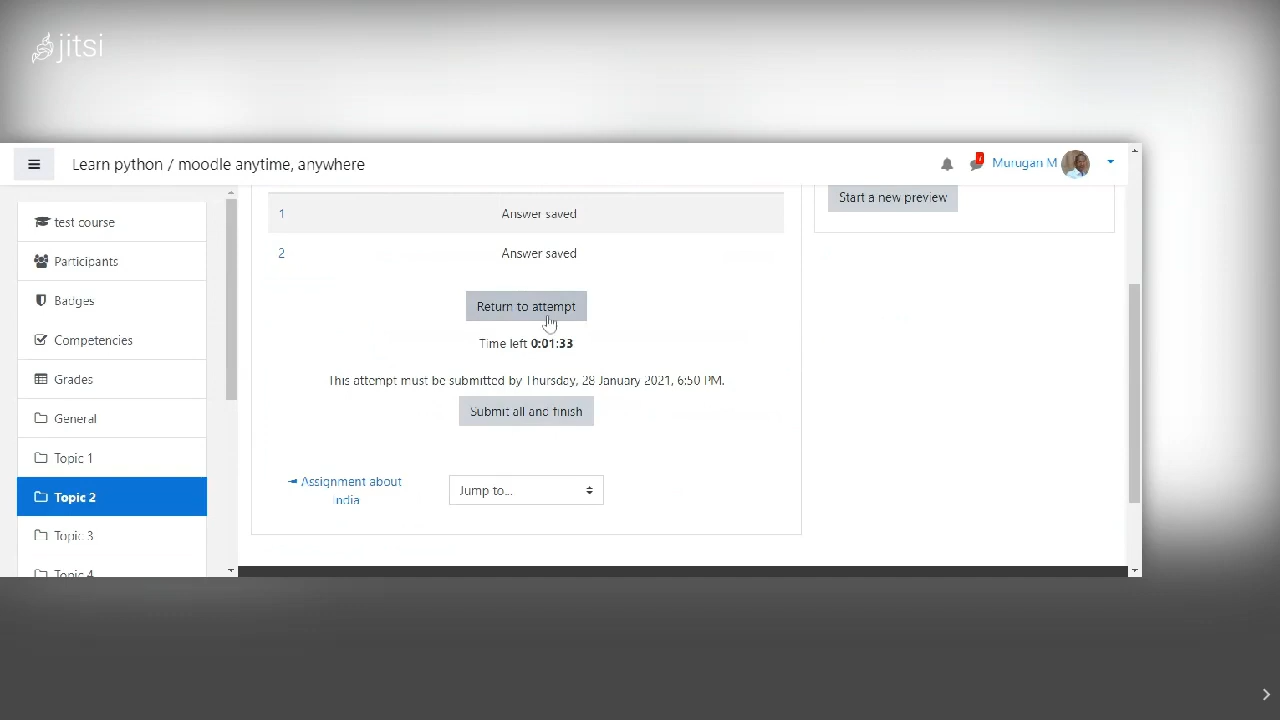 jitsi
Learn python / moodle anytime, anywhere
7
Murugan M
test course
Participants
Badges
Competencies
Grades
General
Topic 1
Topic 2
Topic 3
Topic 4
1 Answer saved
2 Answer saved
Return to attempt
Time left 0:01:33
This attempt must be submitted by Thursday, 28 January 2021, 6:50 PM.
Submit all and finish
◄ Assignment about
India
Jump to...
Start a new preview